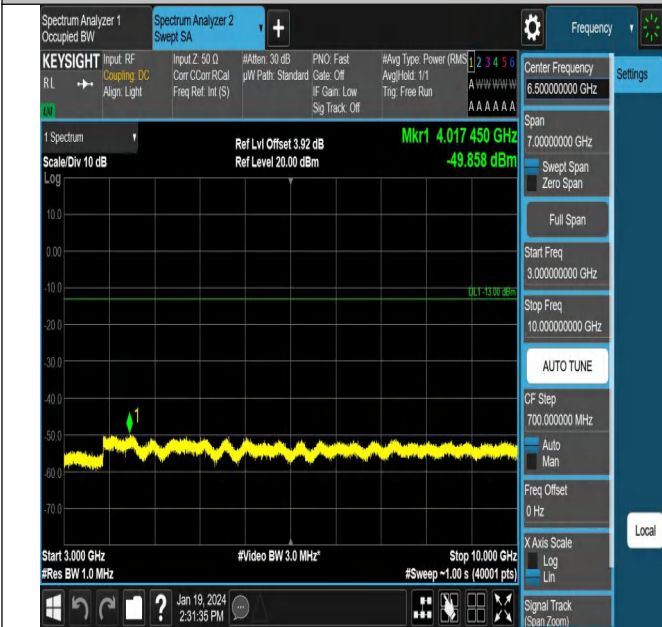 Spectrum Analyzer 1
Occupied BW
Spectrum Analyzer 2
Swept SA
Frequency
KEYSIGHT
RL
Input: RF
Coupling: DC
Align: Light
Input Z: 50 Ω
Corr CCorr RCal
Freq Ref: Int (S)
#Atten: 30 dB
µW Path: Standard
PNO: Fast
Gate: Off
IF Gain: Low
Sig Track: Off
#Avg Type: Power (RMS
Avg|Hold: 1/1
Trig: Free Run
1 2 3 4 5 6
A W W W W W
A A A A A A
1 Spectrum
Scale/Div 10 dB
Log
Ref Lvl Offset 3.92 dB
Ref Level 20.00 dBm
Mkr1 4.017 450 GHz
-49.858 dBm
10.0
0.00
-10.0
DL1 -13.00 dBm
-20.0
-30.0
-40.0
1
-50.0
-60.0
-70.0
Start 3.000 GHz
#Video BW 3.0 MHz*
Stop 10.000 GHz
#Res BW 1.0 MHz
#Sweep ~1.00 s (40001 pts)
?
Jan 19, 2024
2:31:35 PM
Center Frequency
6.500000000 GHz
Settings
Span
7.00000000 GHz
Swept Span
Zero Span
Full Span
Start Freq
3.000000000 GHz
Stop Freq
10.000000000 GHz
AUTO TUNE
CF Step
700.000000 MHz
Auto
Man
Freq Offset
0 Hz
Local
X Axis Scale
Log
Lin
Signal Track
(Span Zoom)